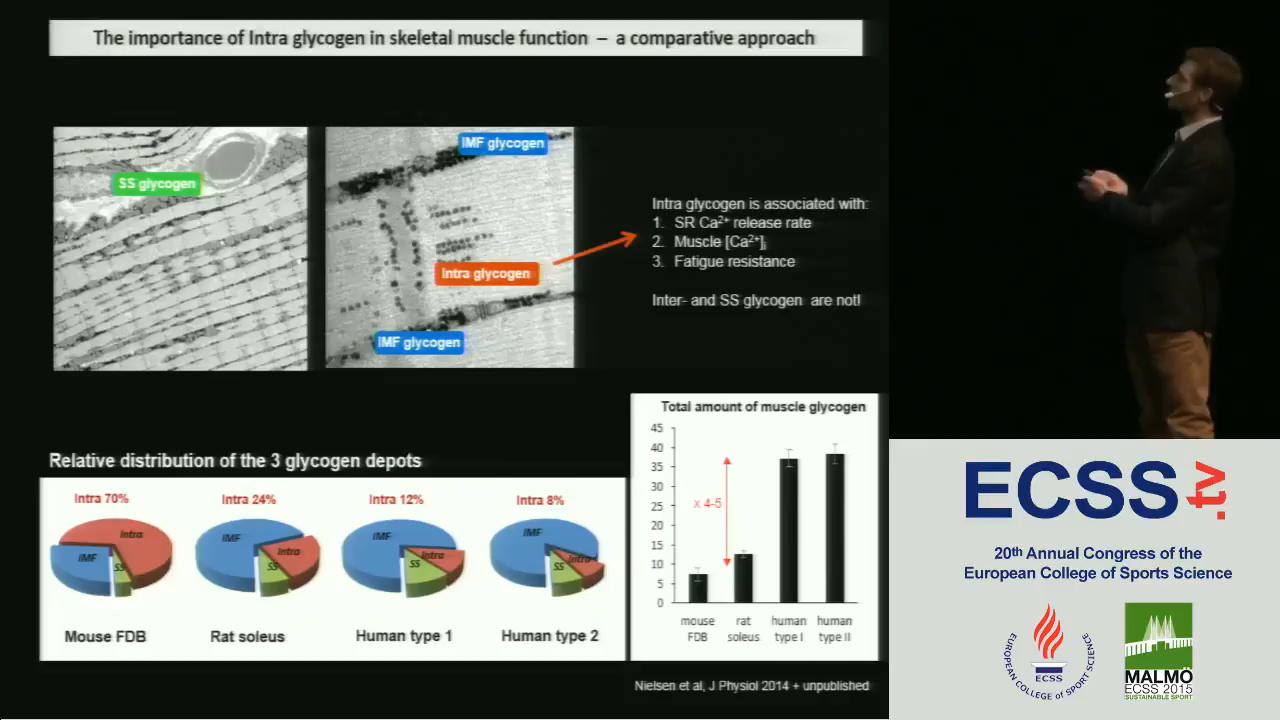 The importance of Intra glycogen in skeletal muscle function – a comparative approach
IMF glycogen
SS glycogen
Intra glycogen
IMF glycogen
Intra glycogen is associated with:
1. SR Ca²⁺ release rate
2. Muscle [Ca²⁺]i
3. Fatigue resistance
Inter- and SS glycogen are not!
Relative distribution of the 3 glycogen depots
Intra 70%
Intra 24%
Intra 12%
Intra 8%
IMF
Intra
SS
IMF
Intra
SS
IMF
Intra
SS
IMF
Intra
SS
Mouse FDB
Rat soleus
Human type 1
Human type 2
Total amount of muscle glycogen
45
40
35
30
25
20
15
10
5
0
x 4-5
mouse FDB
rat soleus
human type I
human type II
Nielsen et al, J Physiol 2014 + unpublished
ECSS.tv
20th Annual Congress of the
European College of Sports Science
EUROPEAN COLLEGE OF SPORT SCIENCE
ECSS
MALMÖ
ECSS 2015
SUSTAINABLE SPORT